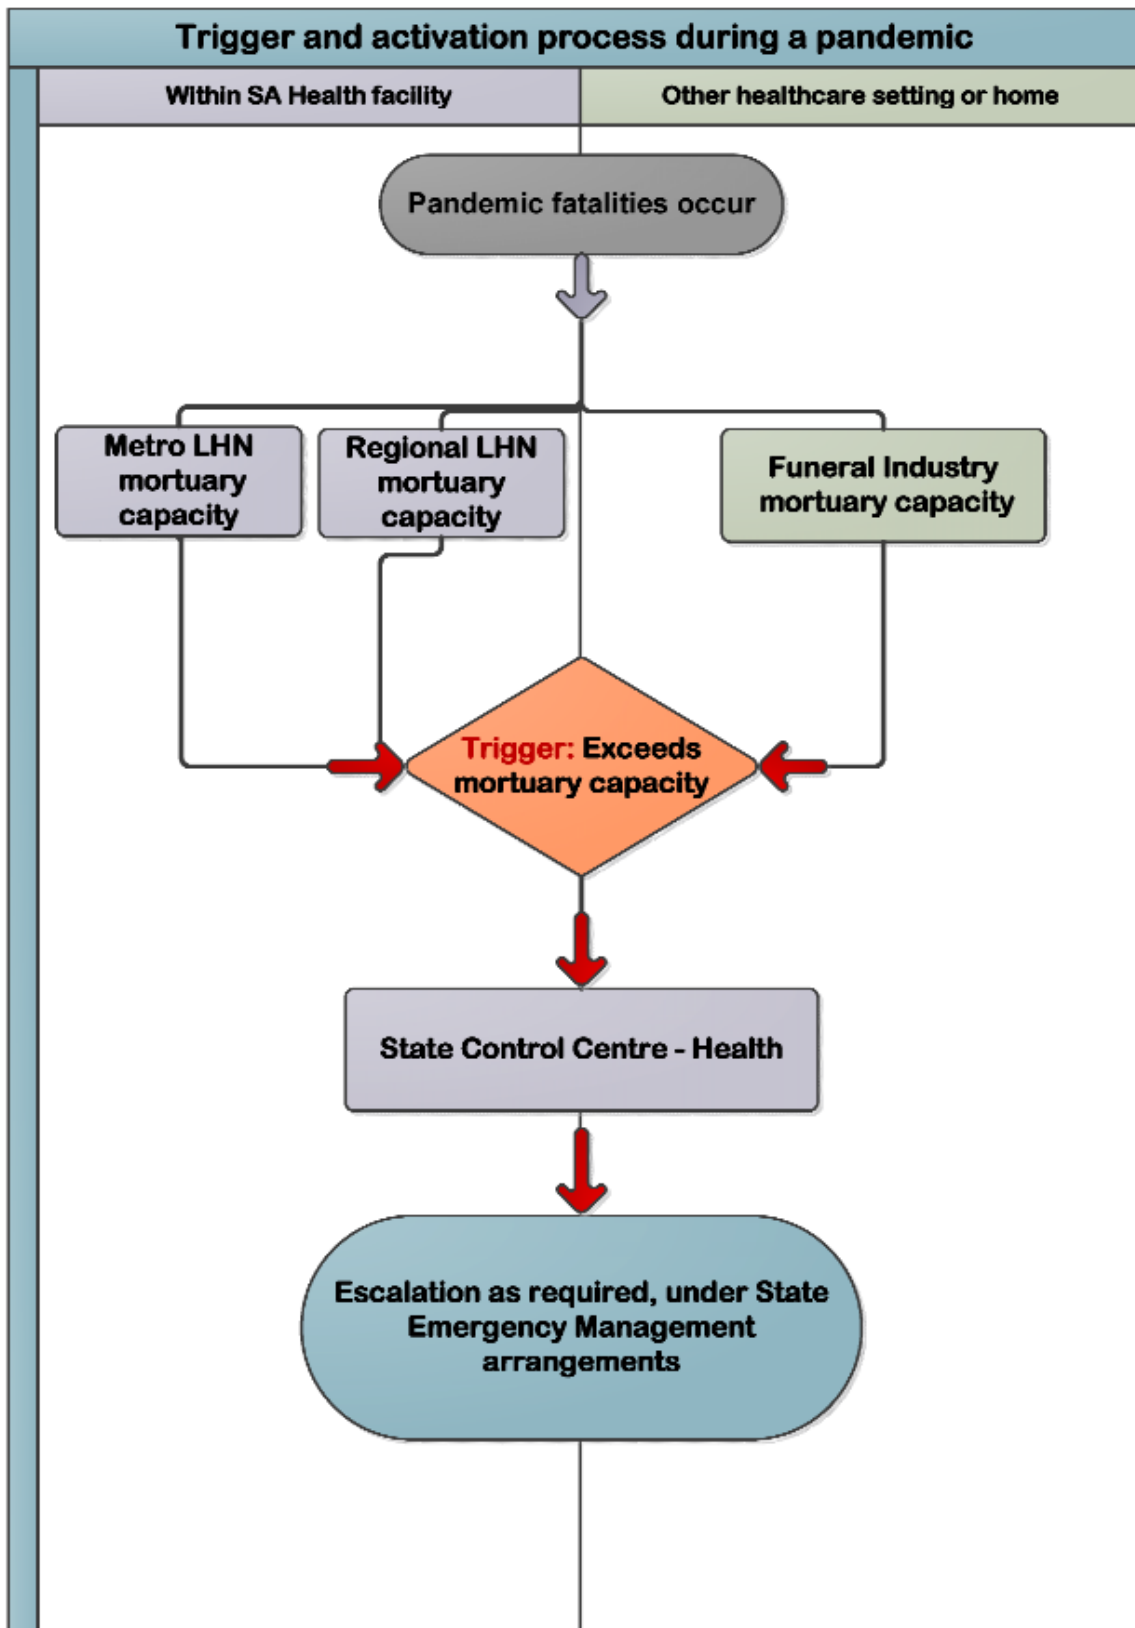 Trigger and activation process during a pandemic
Within SA Health facility
Other healthcare setting or home
Pandemic fatalities occur
Metro LHN
mortuary
capacity
Regional LHN
mortuary
capacity
Funeral Industry
mortuary capacity
Trigger: Exceeds
mortuary capacity
State Control Centre - Health
Escalation as required, under State
Emergency Management
arrangements